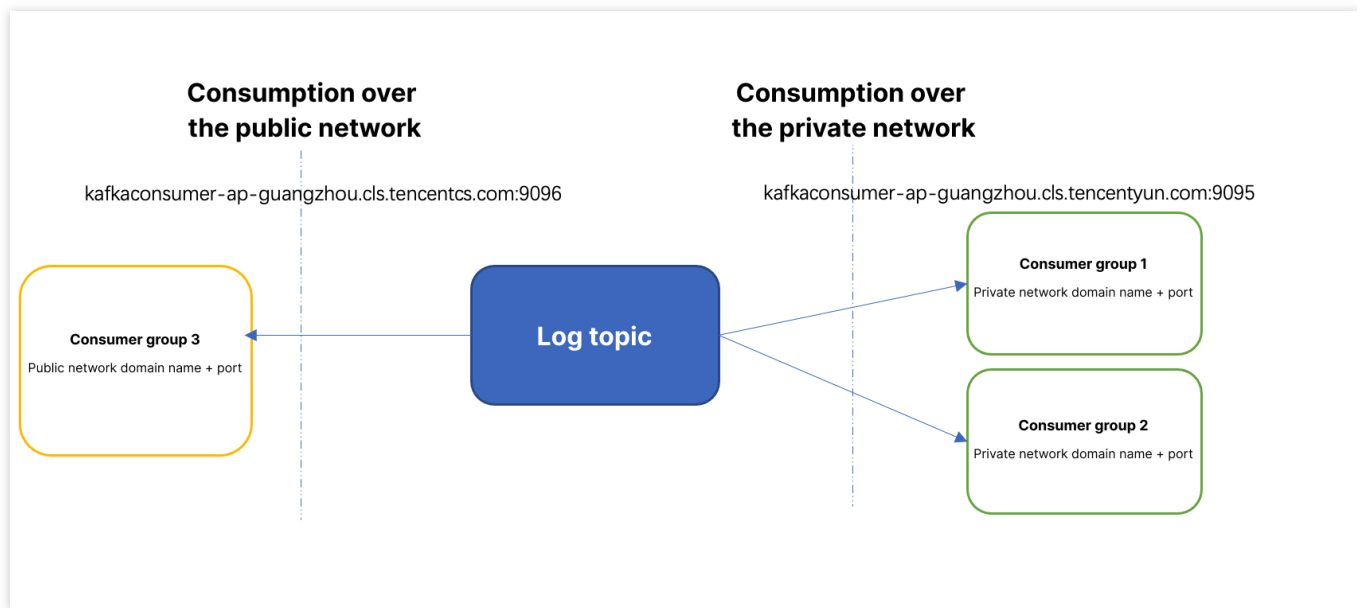 Consumption over
the public network
kafkaconsumer-ap-guangzhou.cls.tencentcs.com:9096
Consumer group 3
Public network domain name + port
Log topic
Consumption over
the private network
kafkaconsumer-ap-guangzhou.cls.tencentyun.com:9095
Consumer group 1
Private network domain name + port
Consumer group 2
Private network domain name + port